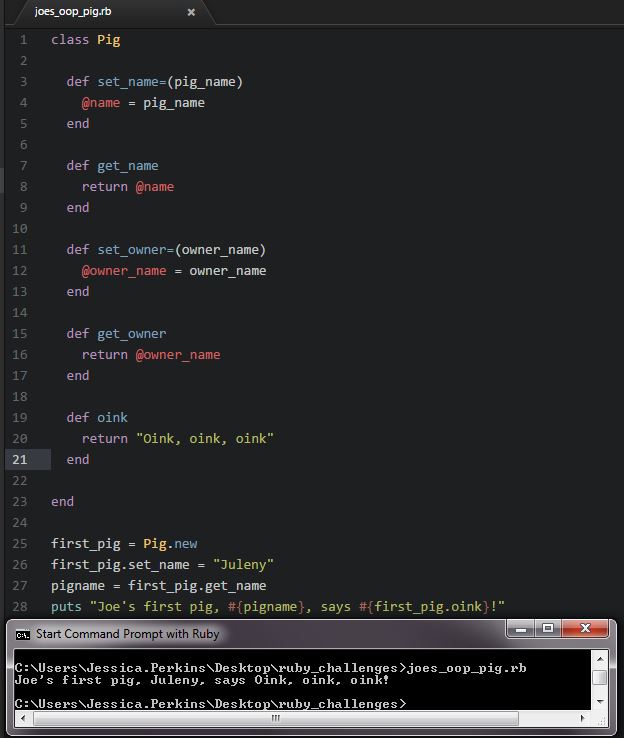 joes_oop_pig.rb
1 class Pig
2
3   def set_name=(pig_name)
4     @name = pig_name
5   end
6
7   def get_name
8     return @name
9   end
10
11   def set_owner=(owner_name)
12     @owner_name = owner_name
13   end
14
15   def get_owner
16     return @owner_name
17   end
18
19   def oink
20     return "Oink, oink, oink"
21   end
22
23 end
24
25 first_pig = Pig.new
26 first_pig.set_name = "Juleny"
27 pigname = first_pig.get_name
28 puts "Joe's first pig, #{pigname}, says #{first_pig.oink}!"
Start Command Prompt with Ruby
C:\Users\Jessica.Perkins\Desktop\ruby_challenges>joes_oop_pig.rb
Joe's first pig, Juleny, says Oink, oink, oink!
C:\Users\Jessica.Perkins\Desktop\ruby_challenges>